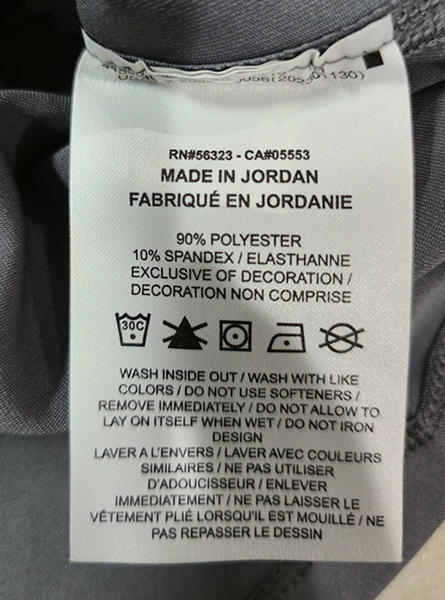 RN#56323 - CA#05553
MADE IN JORDAN
FABRIQUÉ EN JORDANIE
90% POLYESTER
10% SPANDEX / ELASTHANNE
EXCLUSIVE OF DECORATION /
DECORATION NON COMPRISE
30C
WASH INSIDE OUT / WASH WITH LIKE
COLORS / DO NOT USE SOFTENERS /
REMOVE IMMEDIATELY / DO NOT ALLOW TO
LAY ON ITSELF WHEN WET / DO NOT IRON
DESIGN
LAVER A L'ENVERS / LAVER AVEC COULEURS
SIMILAIRES / NE PAS UTILISER
D'ADOUCISSEUR / ENLEVER
IMMEDIATEMENT / NE PAS LAISSER LE
VÊTEMENT PLIÉ LORSQU'IL EST MOUILLÉ / NE
PAS REPASSER LE DESSIN